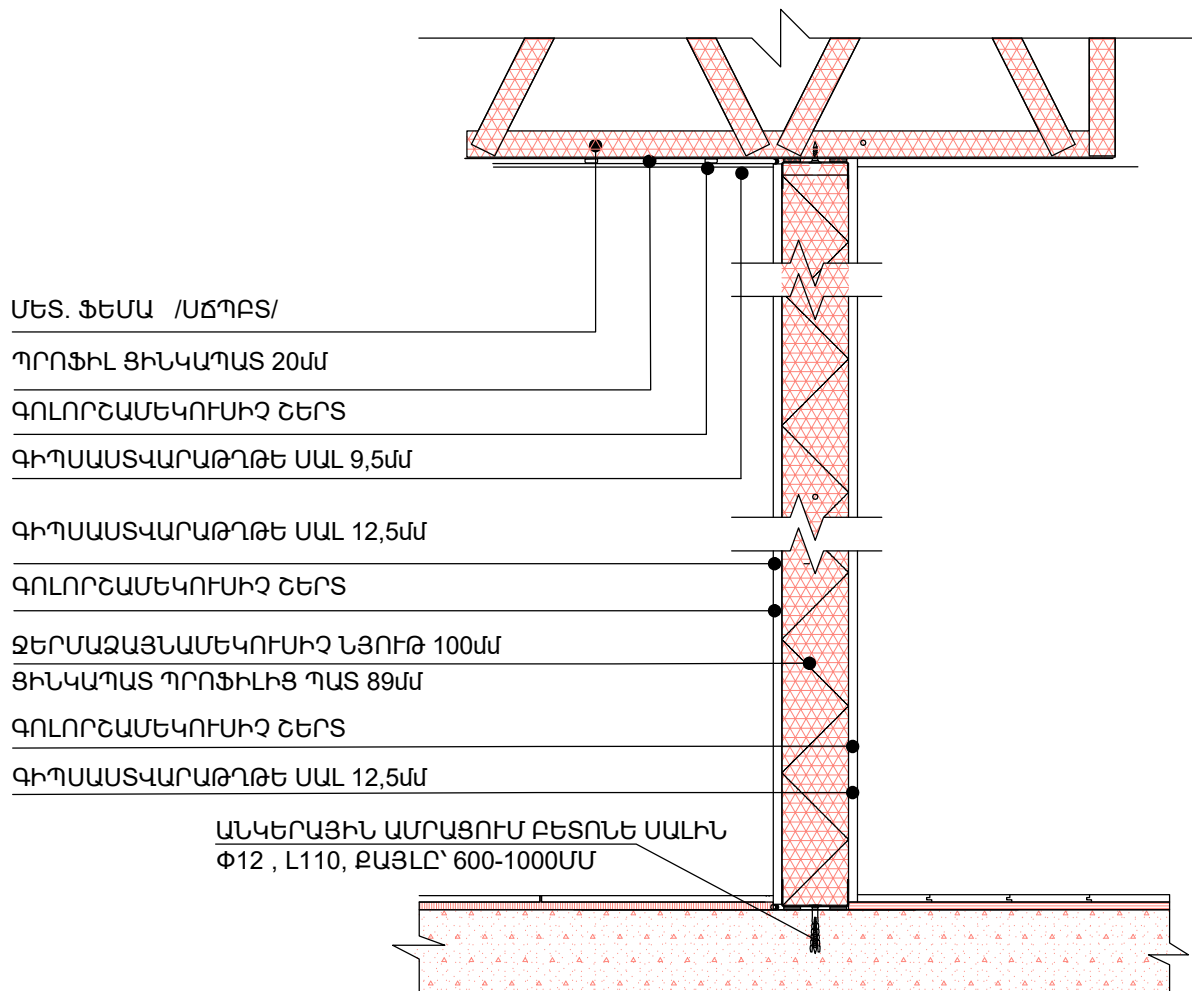 ՄԵՏ. ՖԵՄԱ /ՍՃՊԲՏ/
ՊՐՈՖԻԼ ՑԻՆԿԱՊԱՏ 20մմ
ԳՈԼՈՐՇԱՄԵԿՈՒՍԻՉ ՇԵՐՏ
ԳԻՊՍԱՍՏՎԱՐԱԹՂԹԵ ՍԱԼ 9,5մմ
ԳԻՊՍԱՍՏՎԱՐԱԹՂԹԵ ՍԱԼ 12,5մմ
ԳՈԼՈՐՇԱՄԵԿՈՒՍԻՉ ՇԵՐՏ
ՋԵՐՄԱՁԱՅՆԱՄԵԿՈՒՍԻՉ ՆՅՈՒԹ 100մմ
ՑԻՆԿԱՊԱՏ ՊՐՈՖԻԼԻՑ ՊԱՏ 89մմ
ԳՈԼՈՐՇԱՄԵԿՈՒՍԻՉ ՇԵՐՏ
ԳԻՊՍԱՍՏՎԱՐԱԹՂԹԵ ՍԱԼ 12,5մմ
ԱՆԿԵՐԱՅԻՆ ԱՄՐԱՑՈՒՄ ԲԵՏՈՆԵ ՍԱԼԻՆ
Փ12 , L110, ՔԱՅԼԸ՝ 600-1000ՄՄ